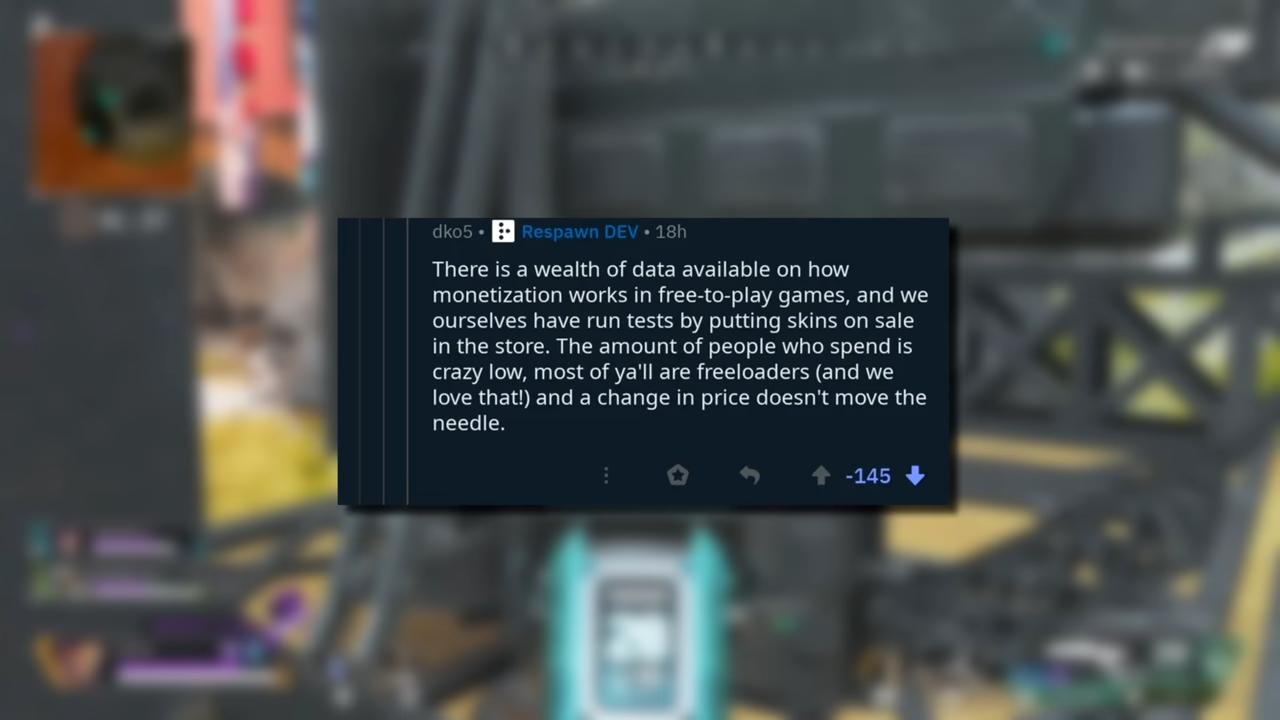 dko5 • Respawn DEV • 18h
There is a wealth of data available on how
monetization works in free-to-play games, and we
ourselves have run tests by putting skins on sale
in the store. The amount of people who spend is
crazy low, most of ya'll are freeloaders (and we
love that!) and a change in price doesn't move the
needle.
-145